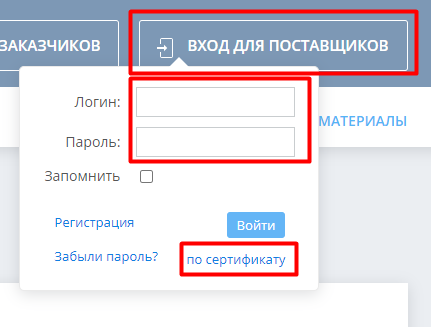 ЗАКАЗЧИКОВ
ВХОД ДЛЯ ПОСТАВЩИКОВ
МАТЕРИАЛЫ
Логин:
Пароль:
Запомнить
Регистрация
Войти
Забыли пароль?
по сертификату